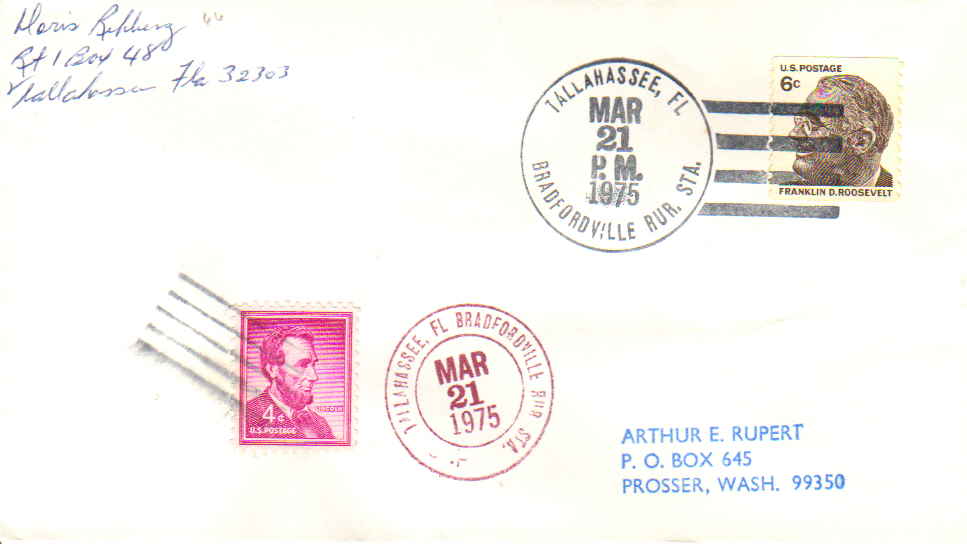 Doris
Rt 1 Box 48
Tallahassee Fla 32303
TALLAHASSEE, FL
MAR
21
P.M.
1975
BRADFORDVILLE RUR. STA.
U.S. POSTAGE
6c
FRANKLIN D. ROOSEVELT
4c
LINCOLN
U.S. POSTAGE
TALLAHASSEE, FL BRADFORDVILLE RUR. STA.
MAR
21
1975
ARTHUR E. RUPERT
P. O. BOX 645
PROSSER, WASH. 99350